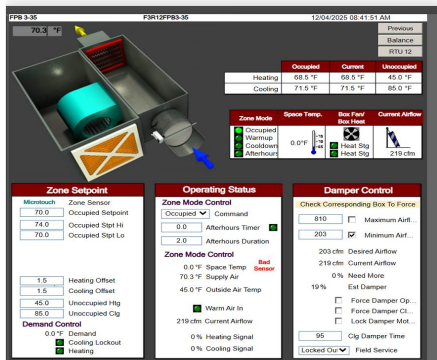 FPB 3-35 F3R12FPB3-35 12/04/2025 08:41:51 AM
70.3 °F
Previous
Balance
RTU 12
Occupied Current Unoccupied
Heating 68.5 °F 68.5 °F 45.0 °F
Cooling 71.5 °F 71.5 °F 85.0 °F
Zone Mode Space Temp. Box Fan/ Box Heat Current Airflow
Occupied
Warmup
Cooldown
Afterhours
0.0°F
Heat Stg
Heat Stg
219 cfm
Zone Setpoint
Microtouch Zone Sensor
70.0 Occupied Setpoint
74.0 Occupied Stpt Hi
70.0 Occupied Stpt Lo
1.5 Heating Offset
1.5 Cooling Offset
45.0 Unoccupied Htg
85.0 Unoccupied Clg
Demand Control
0.0 °F Demand
Cooling Lockout
Heating
Operating Status
Zone Mode Control
Occupied Command
0.0 Afterhours Timer
2.0 Afterhours Duration
Zone Mode Control
0.0 °F Space Temp Bad Sensor
70.3 °F Supply Air
45.0 °F Outside Air Temp
Warm Air In
219 cfm Current Airflow
0 % Heating Signal
0 % Cooling Signal
Damper Control
Check Corresponding Box To Force
810 Maximum Airfl...
203 Minimum Airf...
203 cfm Desired Airflow
219 cfm Current Airflow
0 % Need More
19 % Est Damper
Force Damper Op...
Force Damper Cl...
Lock Damper Mot...
95 Clg Damper Time
Locked Out Field Service